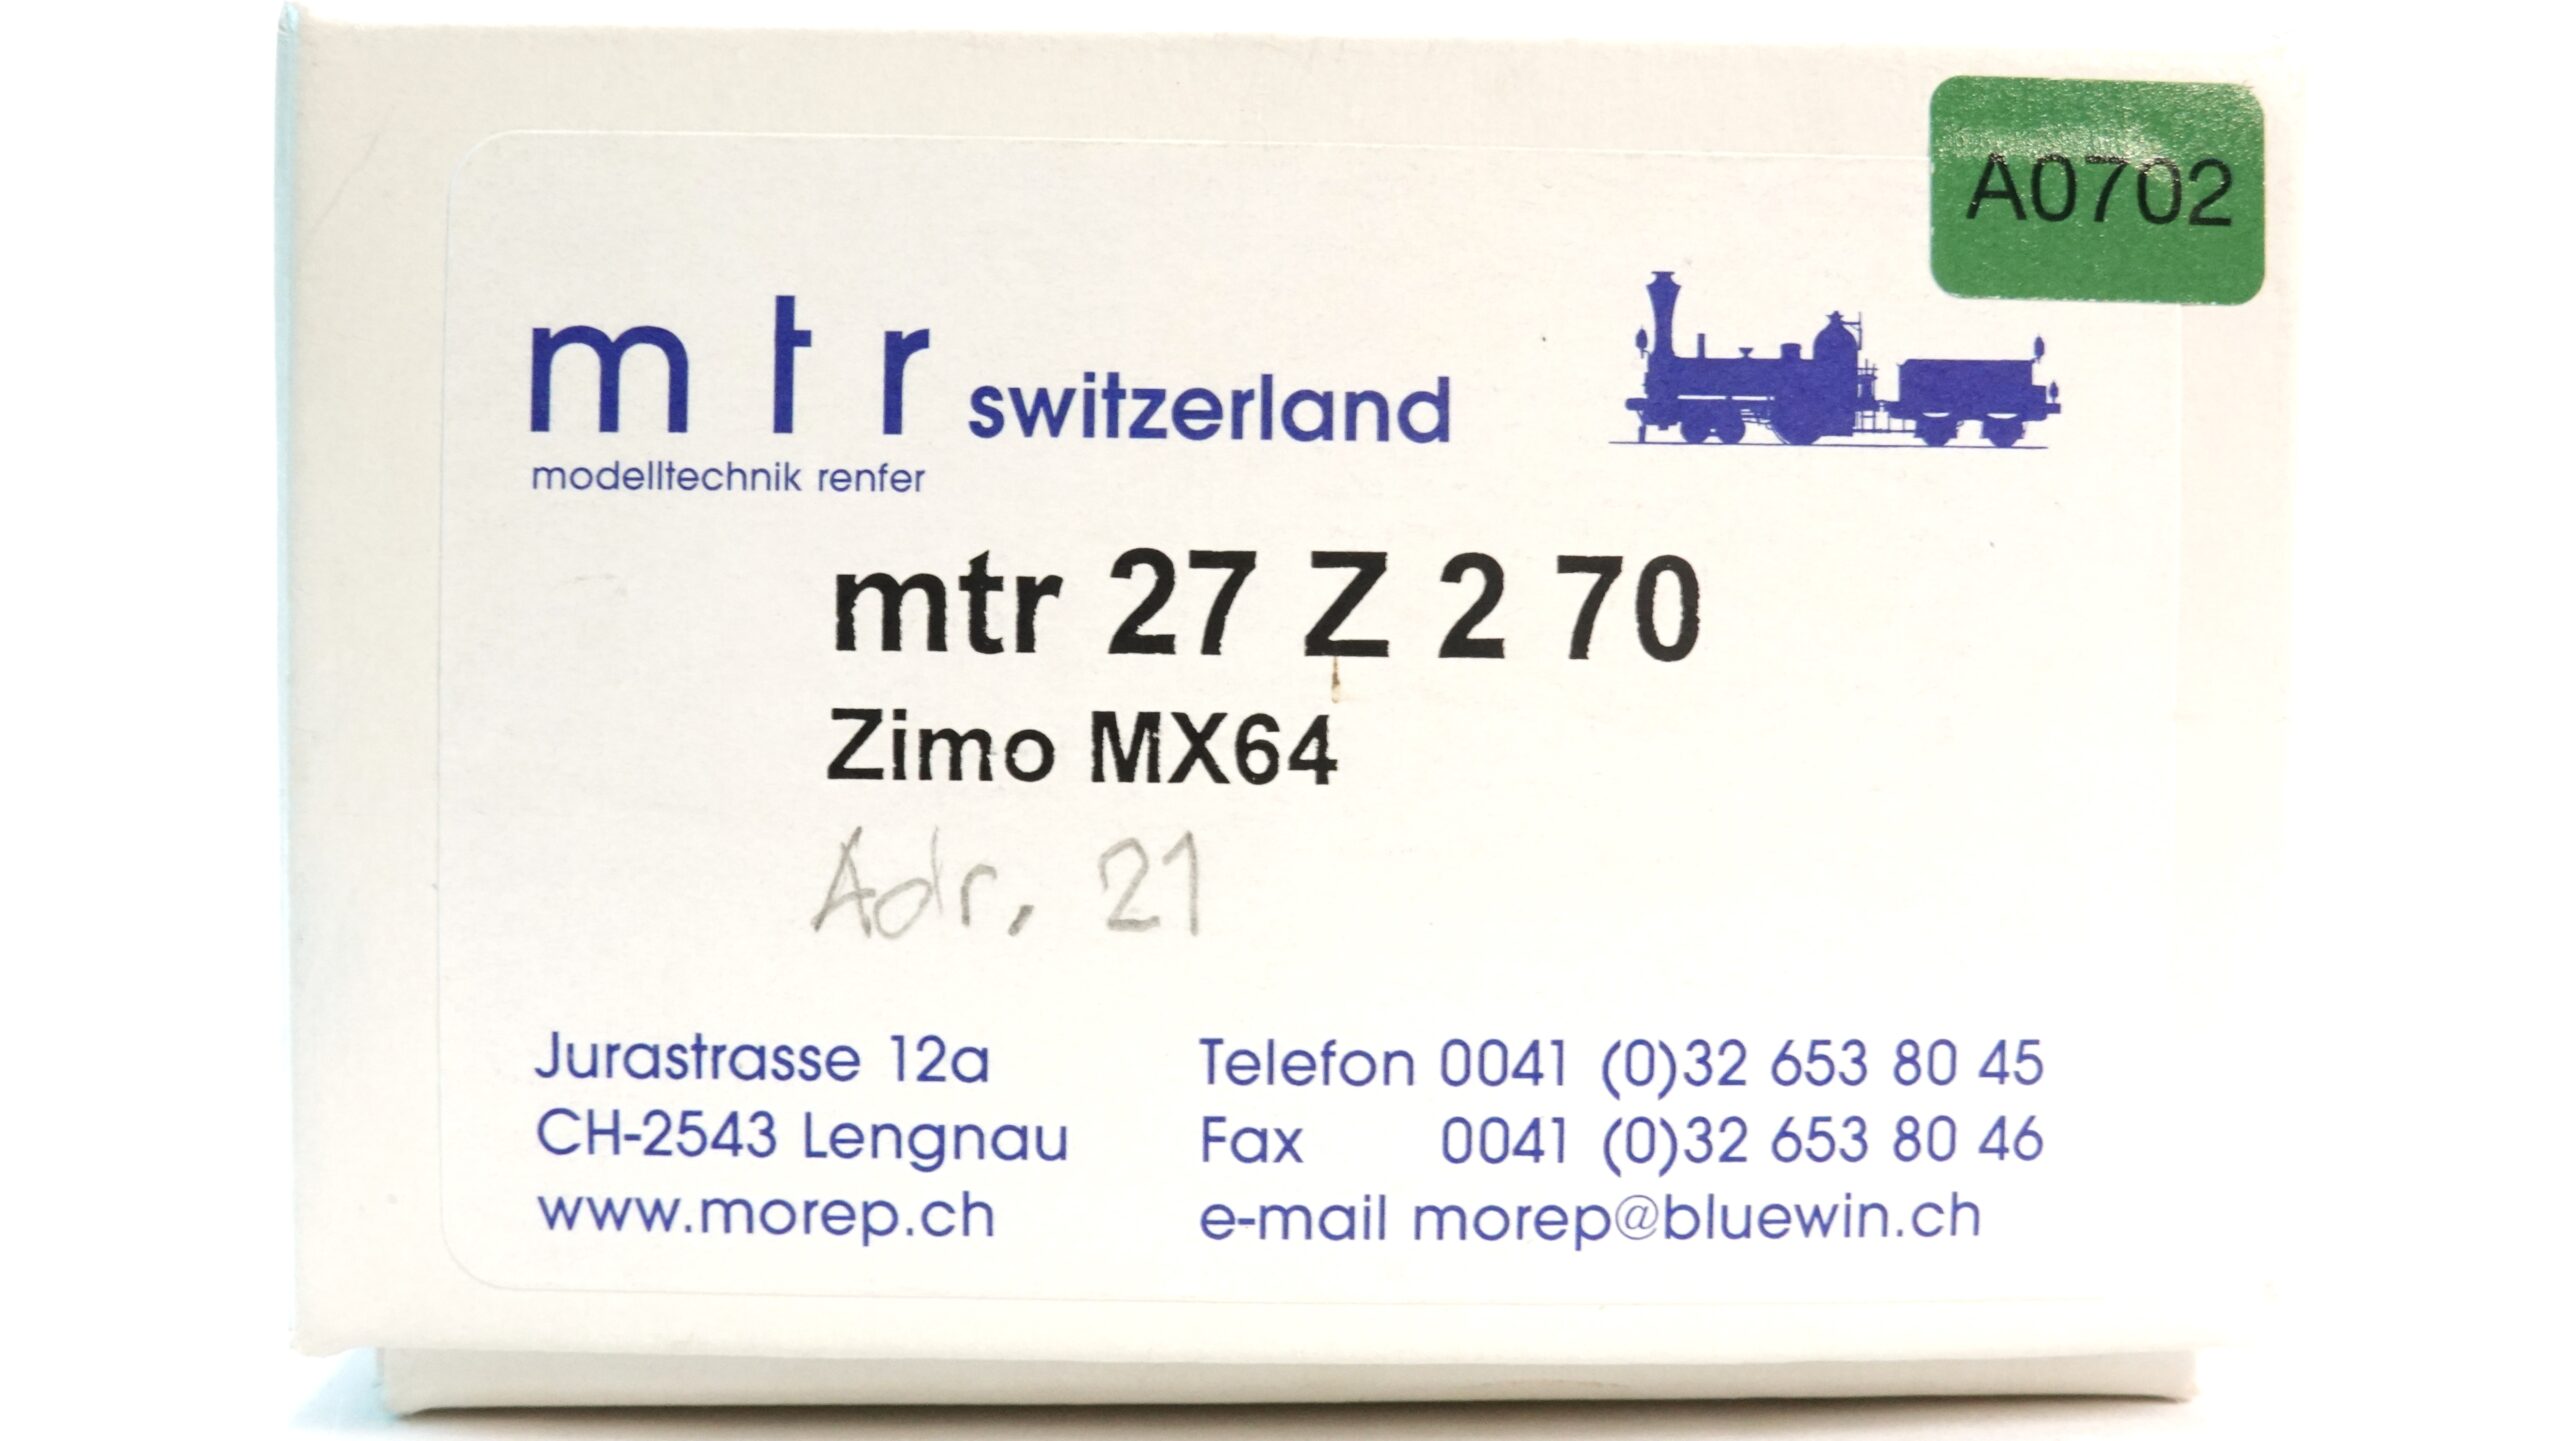 A0702
m t r switzerland
modelltechnik renfer
mtr 27 Z 2 70
Zimo MX64
Adr. 21
Jurastrasse 12a
CH-2543 Lengnau
www.morep.ch
Telefon 0041 (0)32 653 80 45
Fax 0041 (0)32 653 80 46
e-mail morep@bluewin.ch